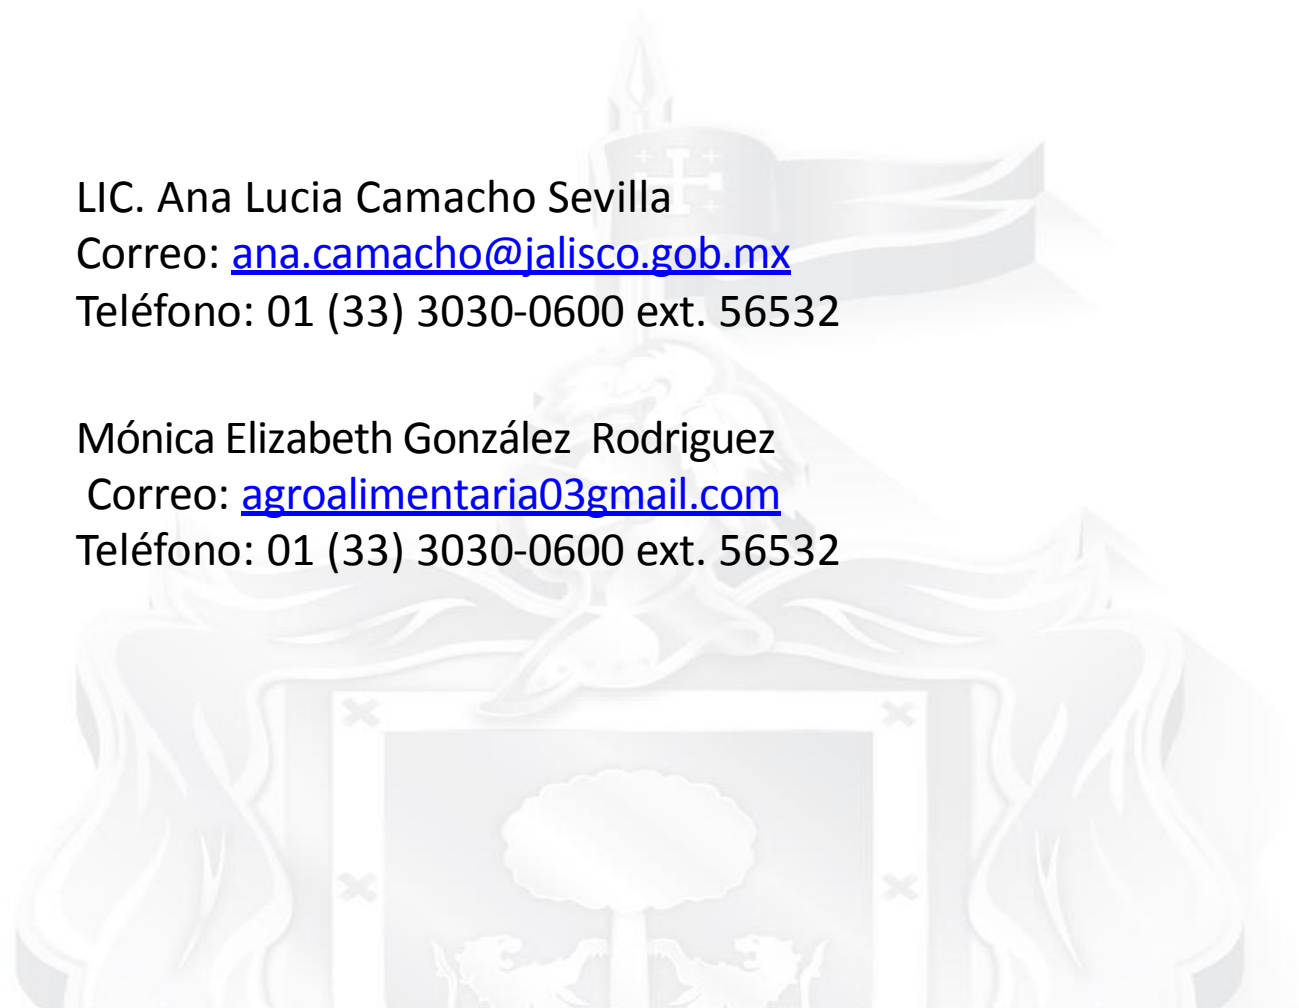 LIC. Ana Lucia Camacho Sevilla
Correo: ana.camacho@jalisco.gob.mx
Teléfono: 01 (33) 3030-0600 ext. 56532
Mónica Elizabeth González  Rodriguez
Correo: agroalimentaria03gmail.com
Teléfono: 01 (33) 3030-0600 ext. 56532